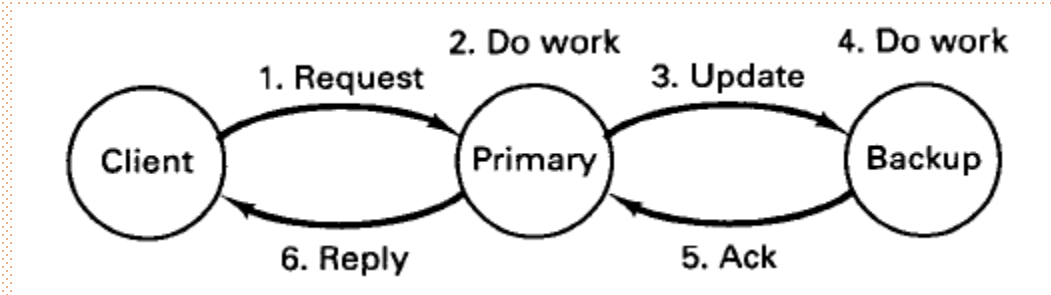 2. Do work
4. Do work
1. Request
3. Update
Client
Primary
Backup
6. Reply
5. Ack